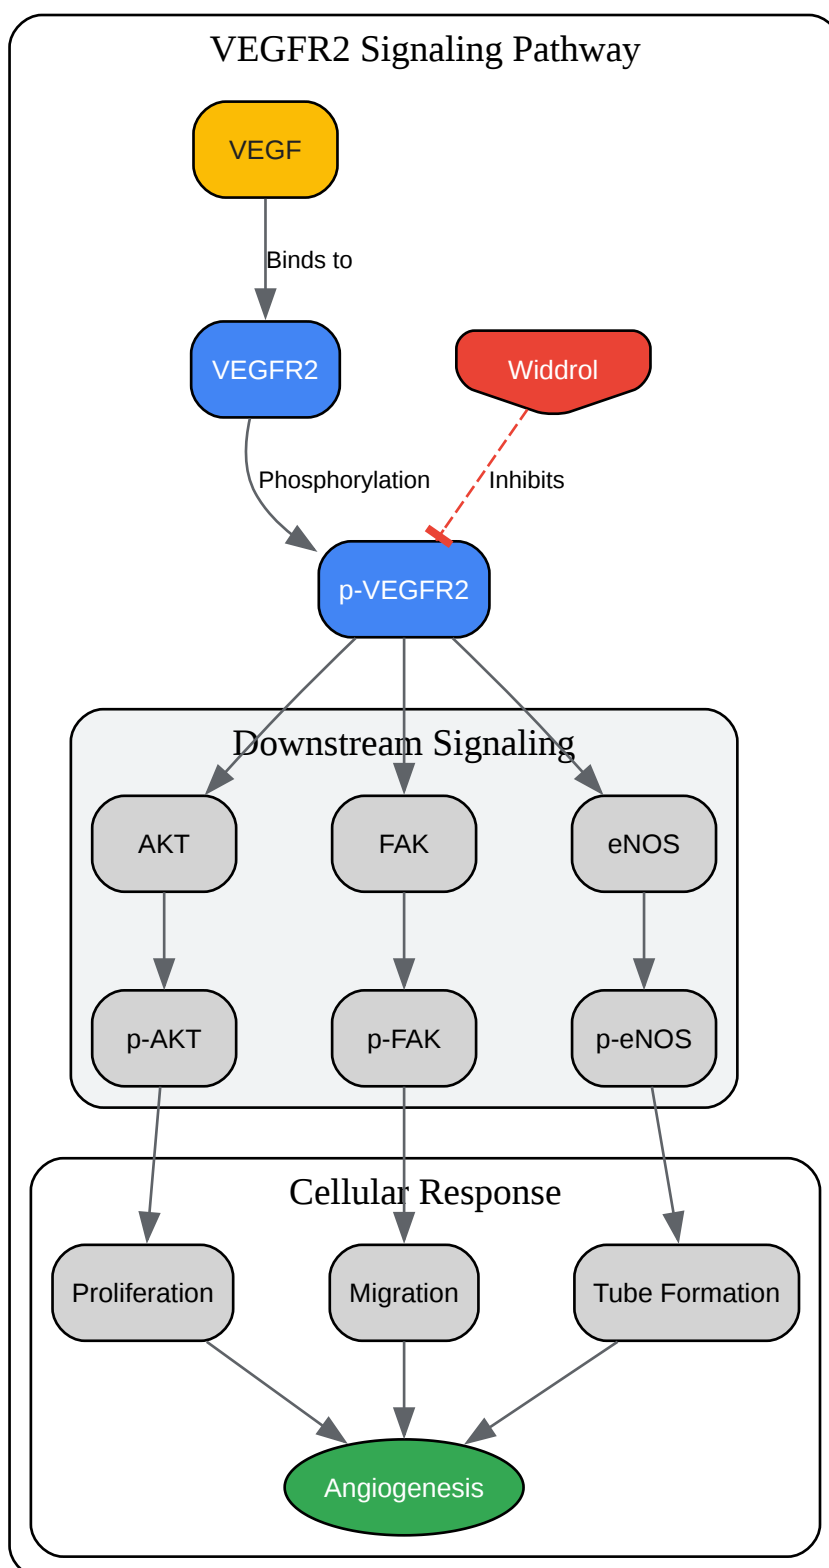 VEGFR2 Signaling Pathway
VEGF
Binds to
VEGFR2
Widdrol
Phosphorylation
Inhibits
p-VEGFR2
Downstream Signaling
AKT
FAK
eNOS
p-AKT
p-FAK
p-eNOS
Cellular Response
Proliferation
Migration
Tube Formation
Angiogenesis